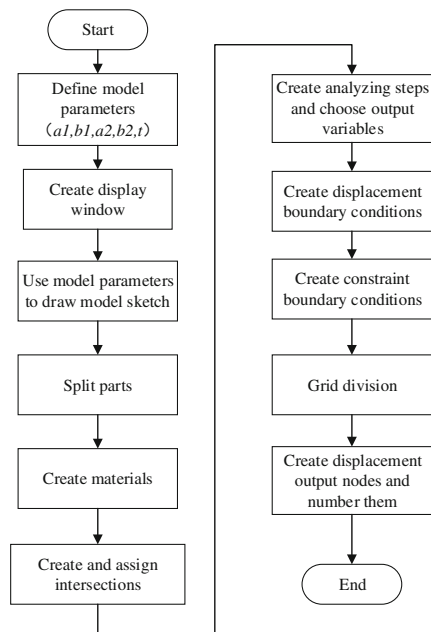 Start
Define model
parameters
（a1,b1,a2,b2,t）
Create display
window
Use model parameters
to draw model sketch
Split parts
Create materials
Create and assign
intersections
Create analyzing steps
and choose output
variables
Create displacement
boundary conditions
Create constraint
boundary conditions
Grid division
Create displacement
output nodes and
number them
End